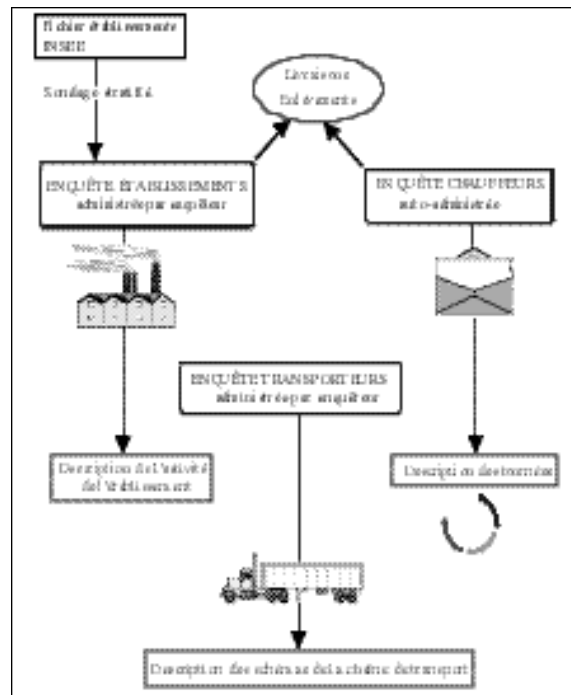 Fichier établissements
INSEE
Sondage stratifié
Livraisons
Enlèvements
ENQUÊTE ÉTABLISSEMENTS
administrée par enquêteur
ENQUÊTE CHAUFFEURS
auto-administrée
ENQUÊTE TRANSPORTEURS
administrée par enquêteur
Description de l'activité
de l'établissement
Description des tournées
Description des schémas de la chaîne de transport